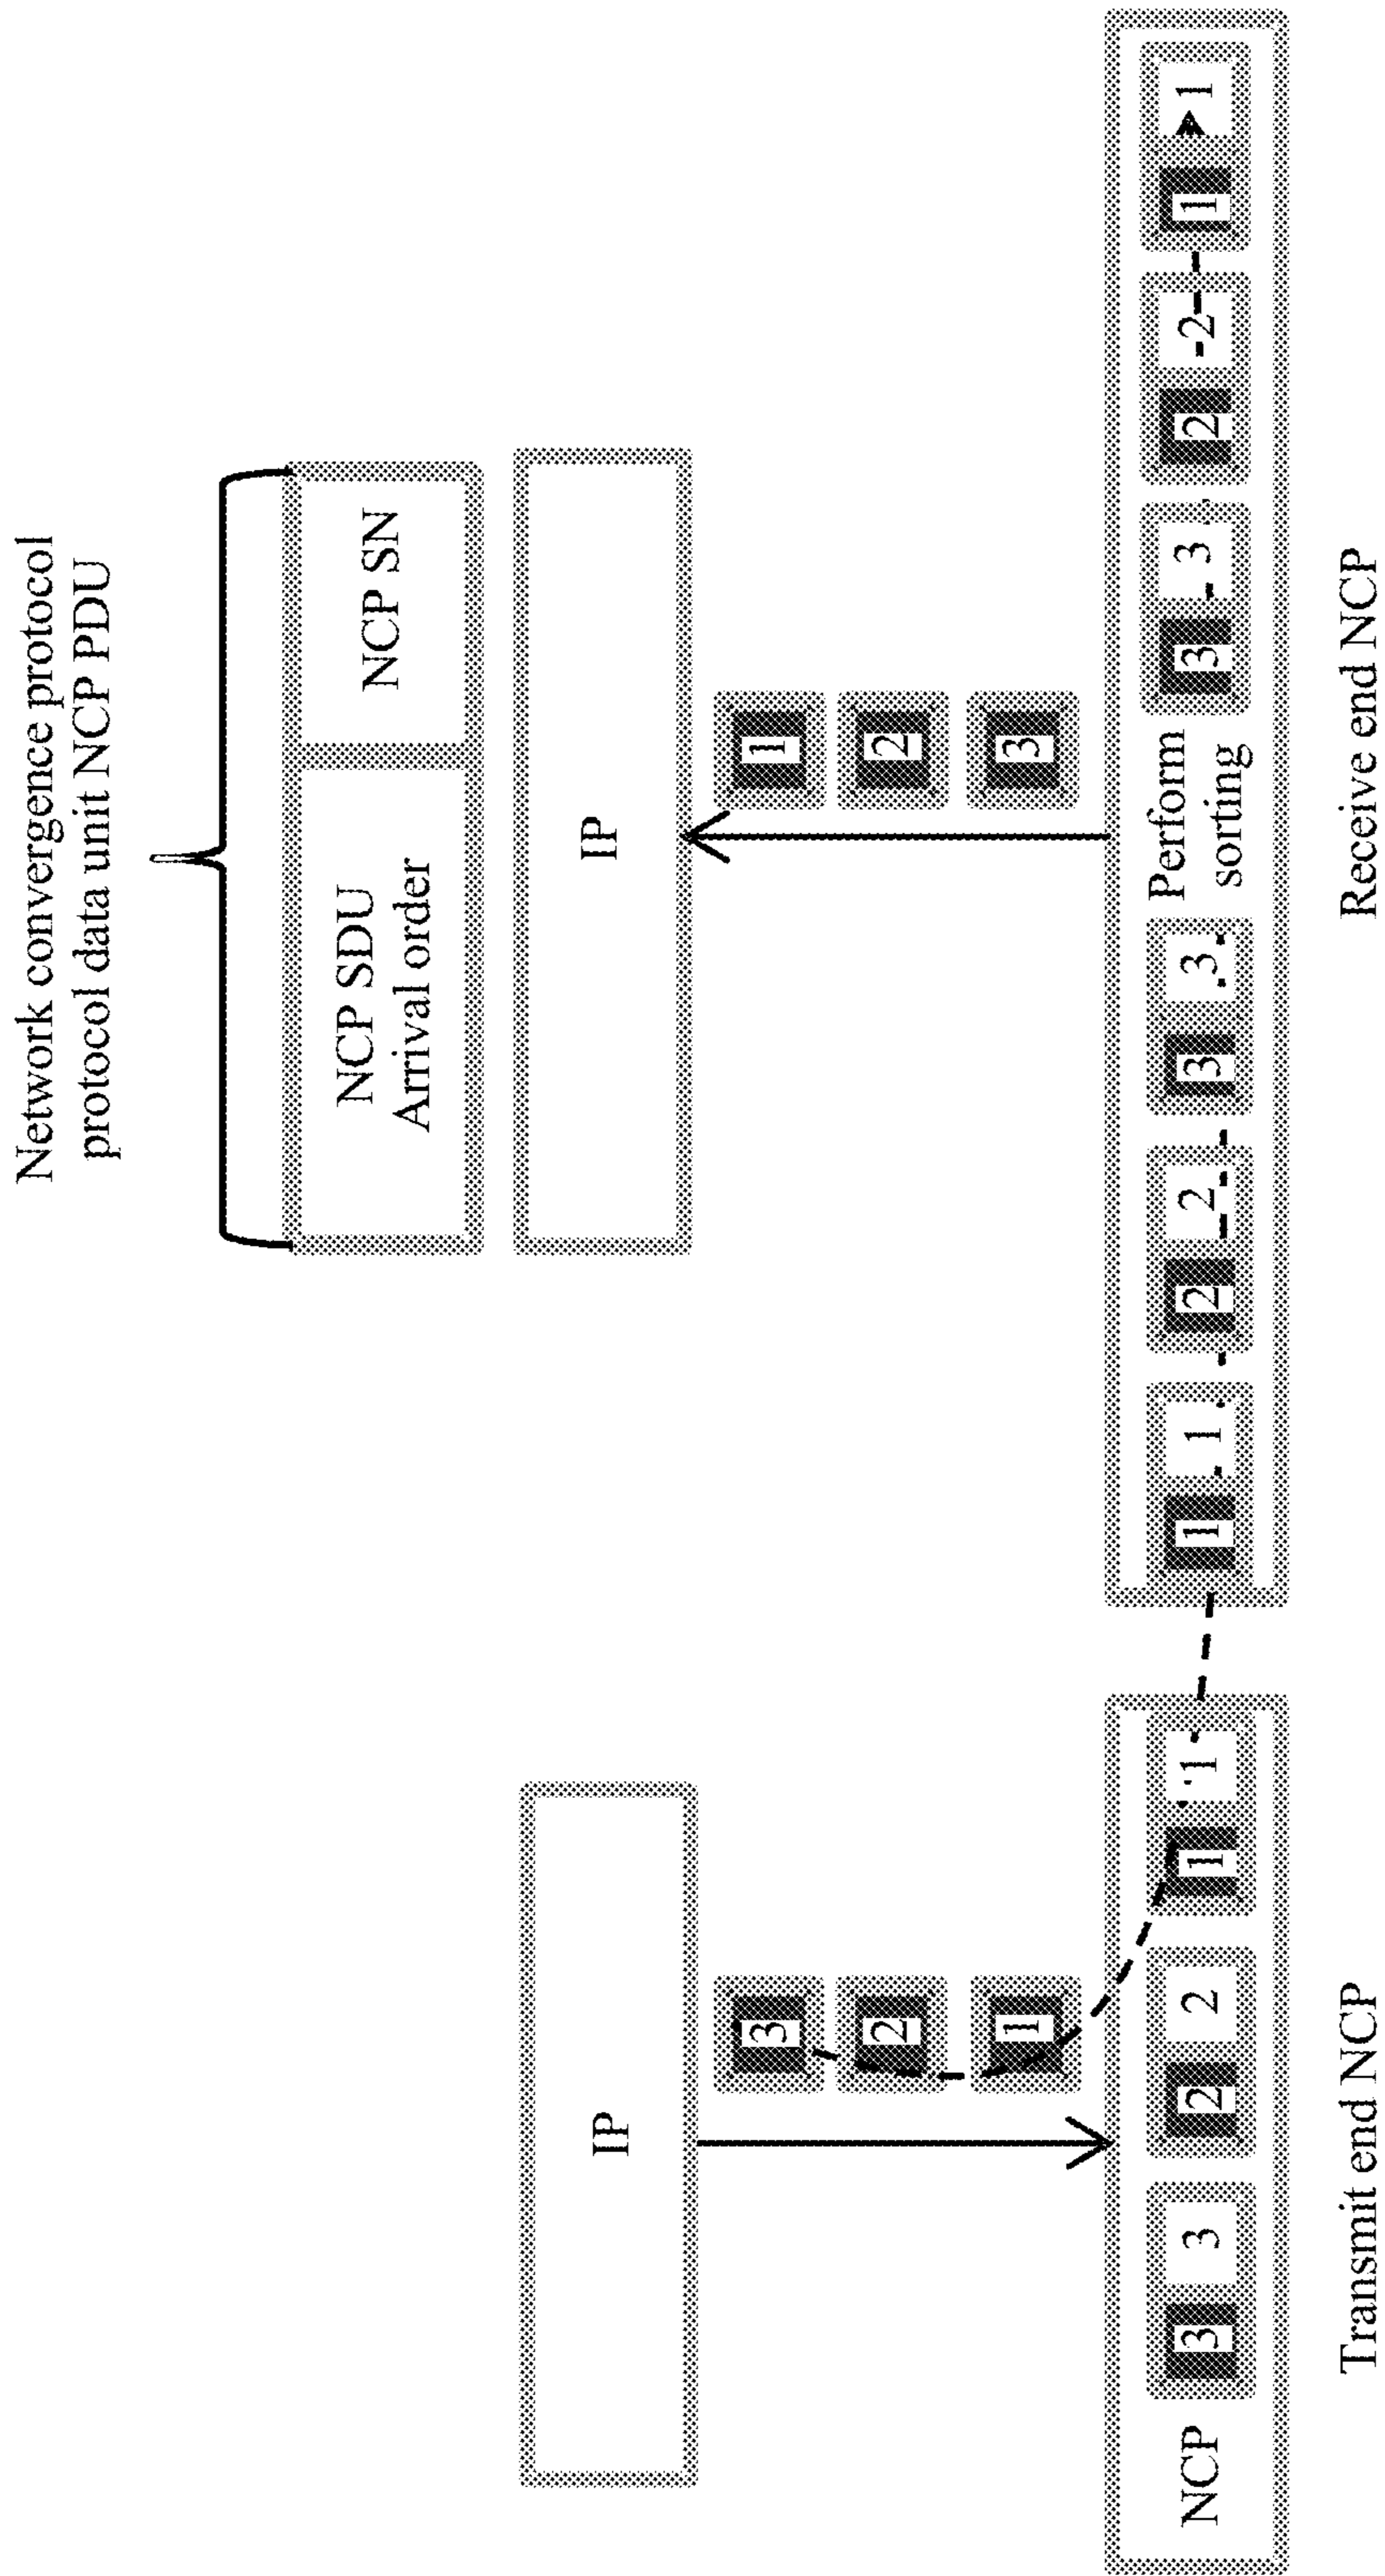 Network convergence protocol
protocol data unit NCP PDU
NCP SDU
Arrival order
NCP SN
IP
IP
3
1
2
2
1
3
NCP
3 3
2 2
1 1
1 1
2 2
3 3
Perform
sorting
3 3
2 2
1 1
Transmit end NCP
Receive end NCP